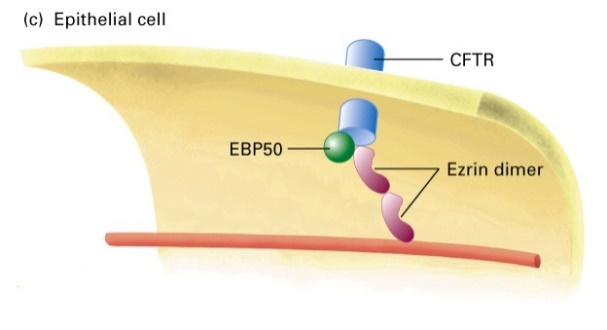 (c) Epithelial cell
CFTR
EBP50
Ezrin dimer